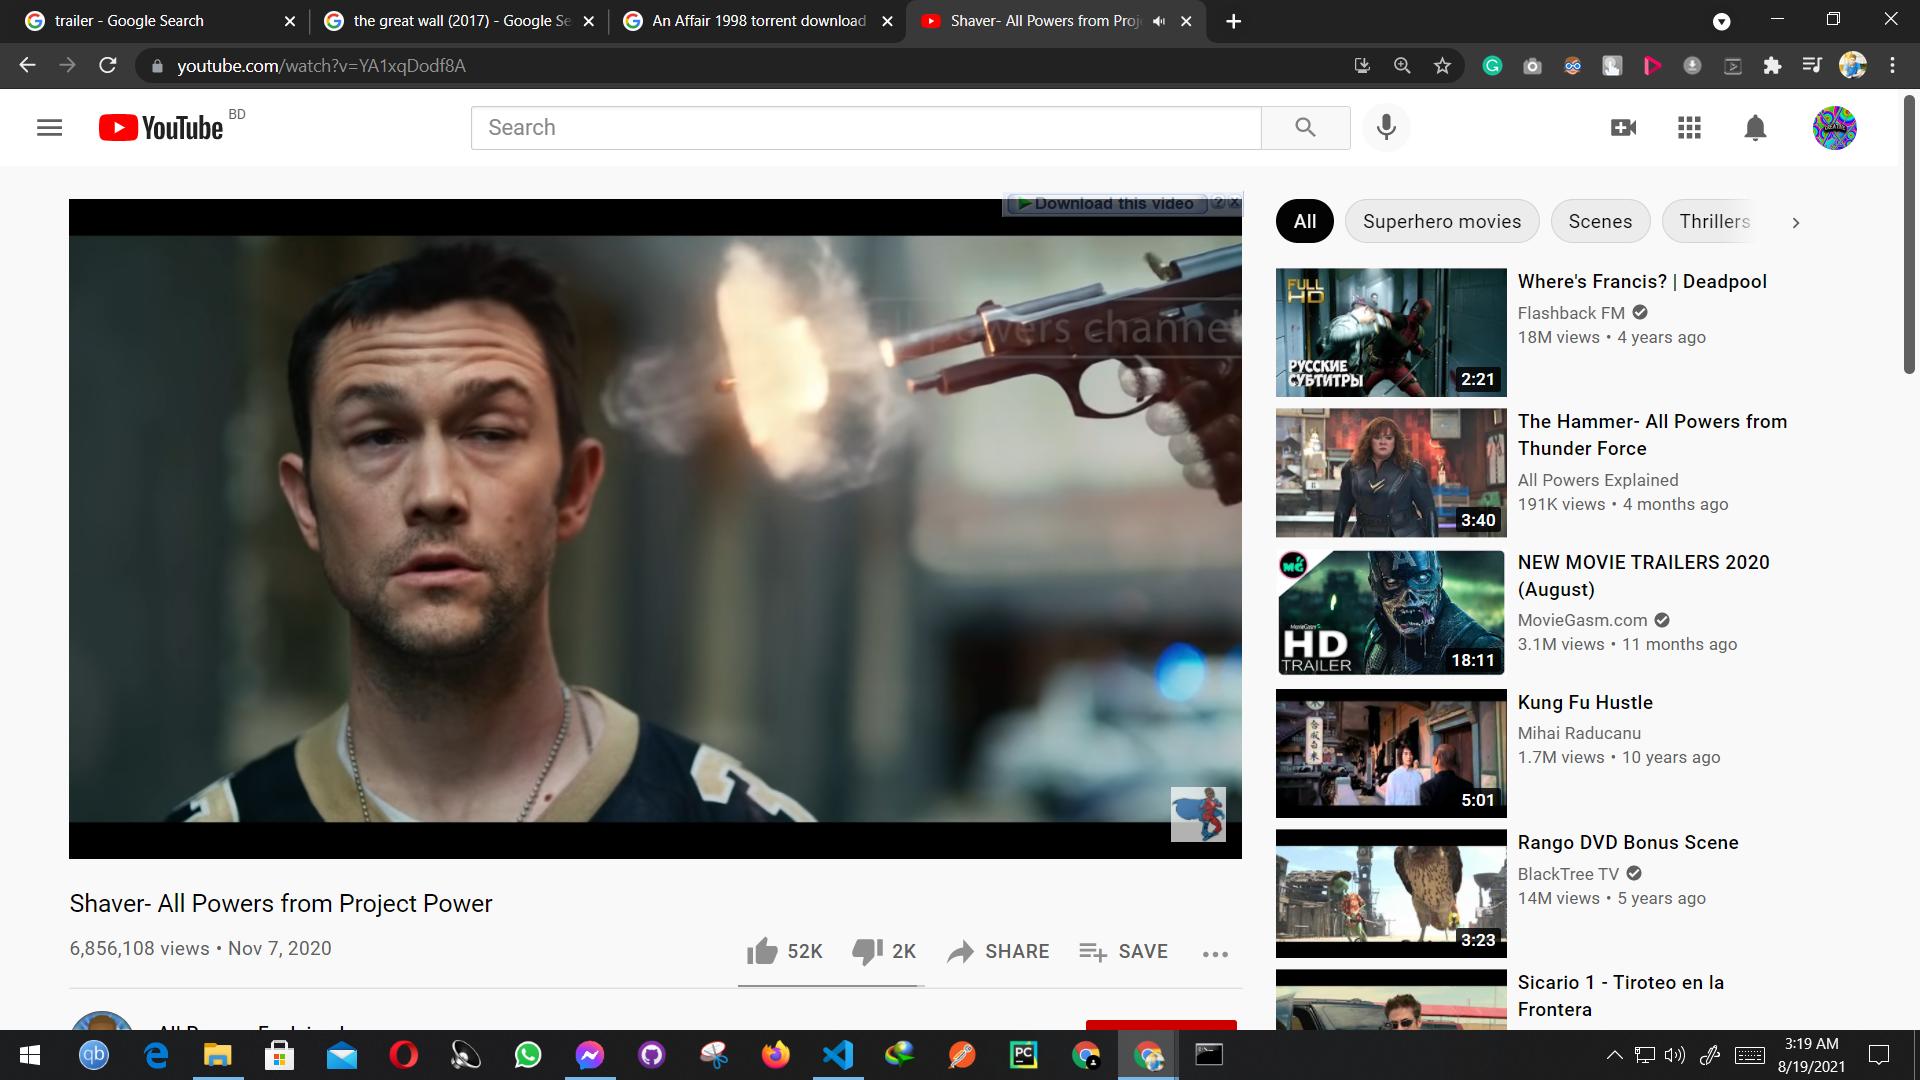 trailer - Google Search
the great wall (2017) - Google Se
An Affair 1998 torrent download
Shaver- All Powers from Proj
youtube.com/watch?v=YA1xqDodf8A
YouTube
BD
Search
Download this video
?
powers channel
All
Superhero movies
Scenes
Thrillers
FULL
HD
РУССКИЕ
СУБТИТРЫ
2:21
Where's Francis? | Deadpool
Flashback FM
18M views • 4 years ago
3:40
The Hammer- All Powers from
Thunder Force
All Powers Explained
191K views • 4 months ago
MG
MovieGasm.com
HD
TRAILER
18:11
NEW MOVIE TRAILERS 2020
(August)
MovieGasm.com
3.1M views • 11 months ago
5:01
Kung Fu Hustle
Mihai Raducanu
1.7M views • 10 years ago
3:23
Rango DVD Bonus Scene
BlackTree TV
14M views • 5 years ago
Sicario 1 - Tiroteo en la
Frontera
Shaver- All Powers from Project Power
6,856,108 views • Nov 7, 2020
52K
2K
SHARE
SAVE
All Powers Explained
qb
PC
3:19 AM
8/19/2021